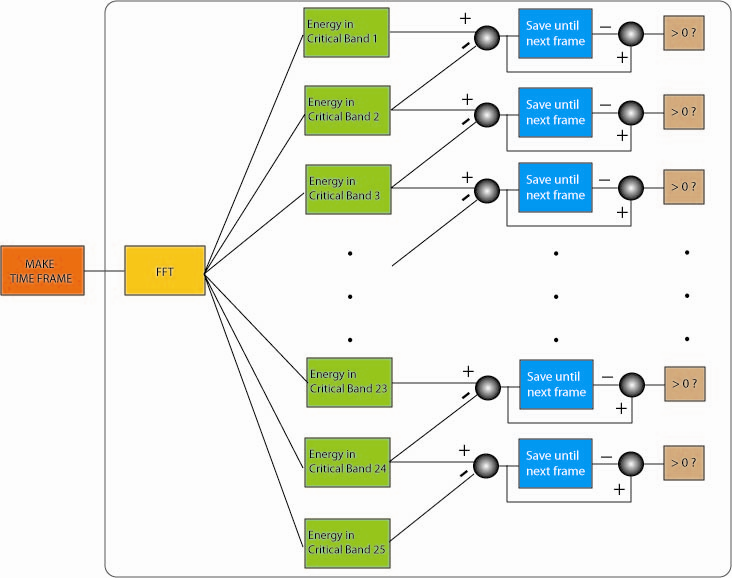 Energy in
Critical Band 1
+
-
Save until
next frame
−
+
> 0 ?
Energy in
Critical Band 2
+
-
Save until
next frame
−
+
> 0 ?
Energy in
Critical Band 3
+
-
Save until
next frame
−
+
> 0 ?
MAKE
TIME FRAME
FFT
Energy in
Critical Band 23
+
-
Save until
next frame
−
+
> 0 ?
Energy in
Critical Band 24
+
-
Save until
next frame
−
+
> 0 ?
Energy in
Critical Band 25